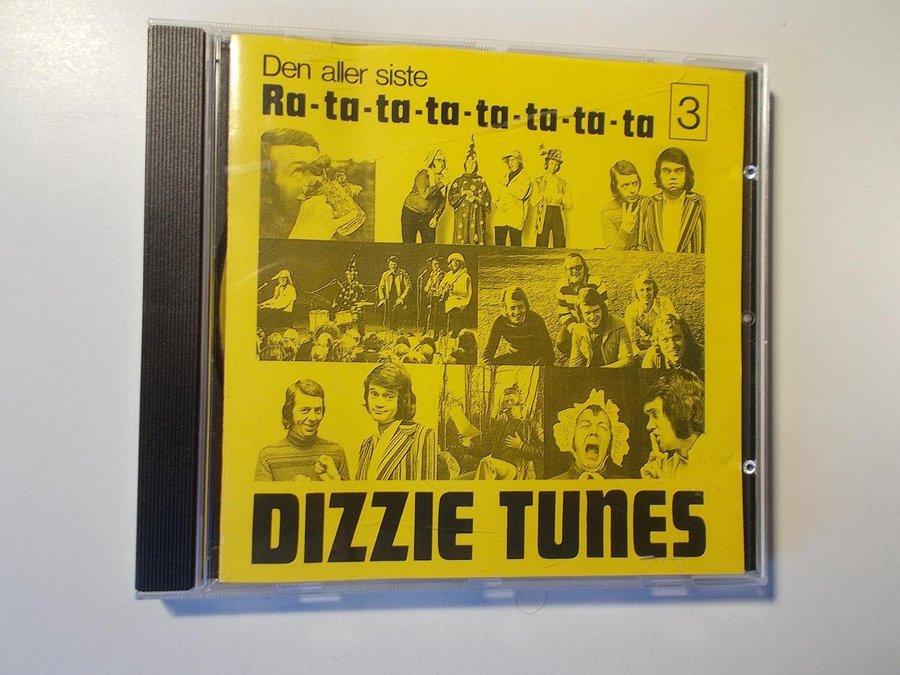 Den aller siste
Ra-ta-ta-ta-ta-ta-ta-ta
3
DIZZIE TUNES